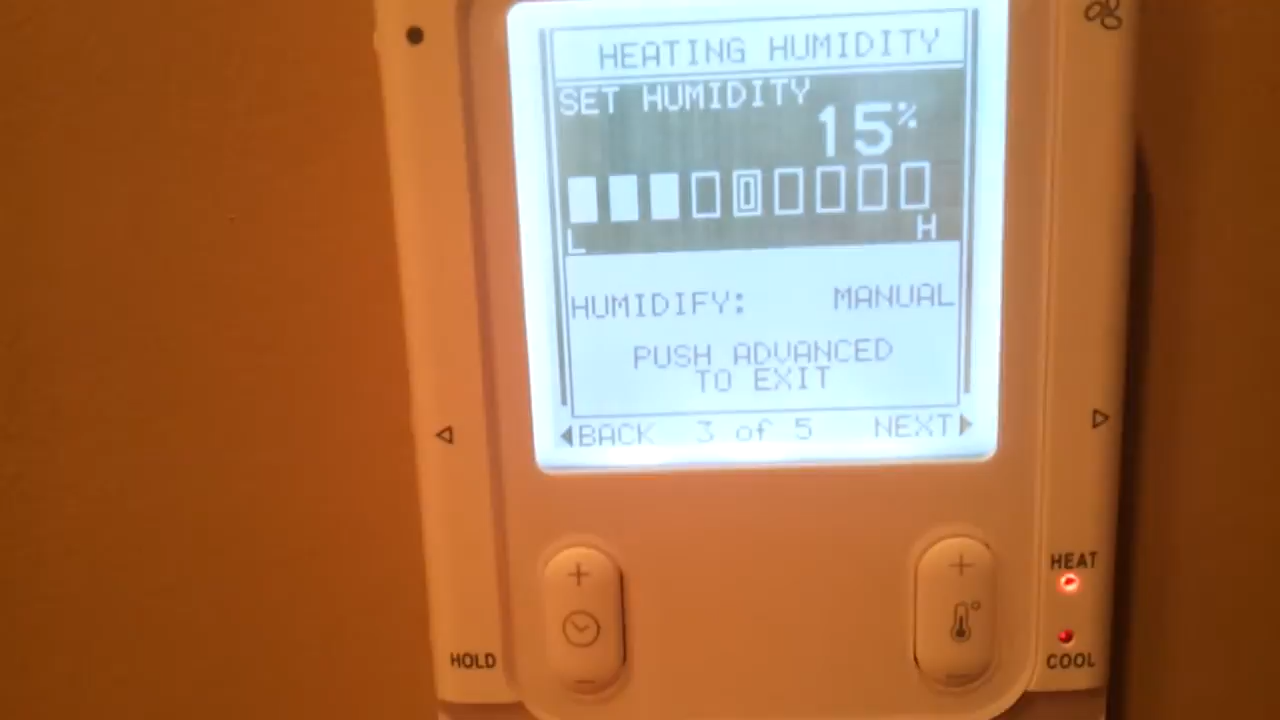 HEATING HUMIDITY
SET HUMIDITY
15%
L H
HUMIDIFY: MANUAL
PUSH ADVANCED
TO EXIT
BACK 3 of 5 NEXT
HEAT
HOLD
COOL